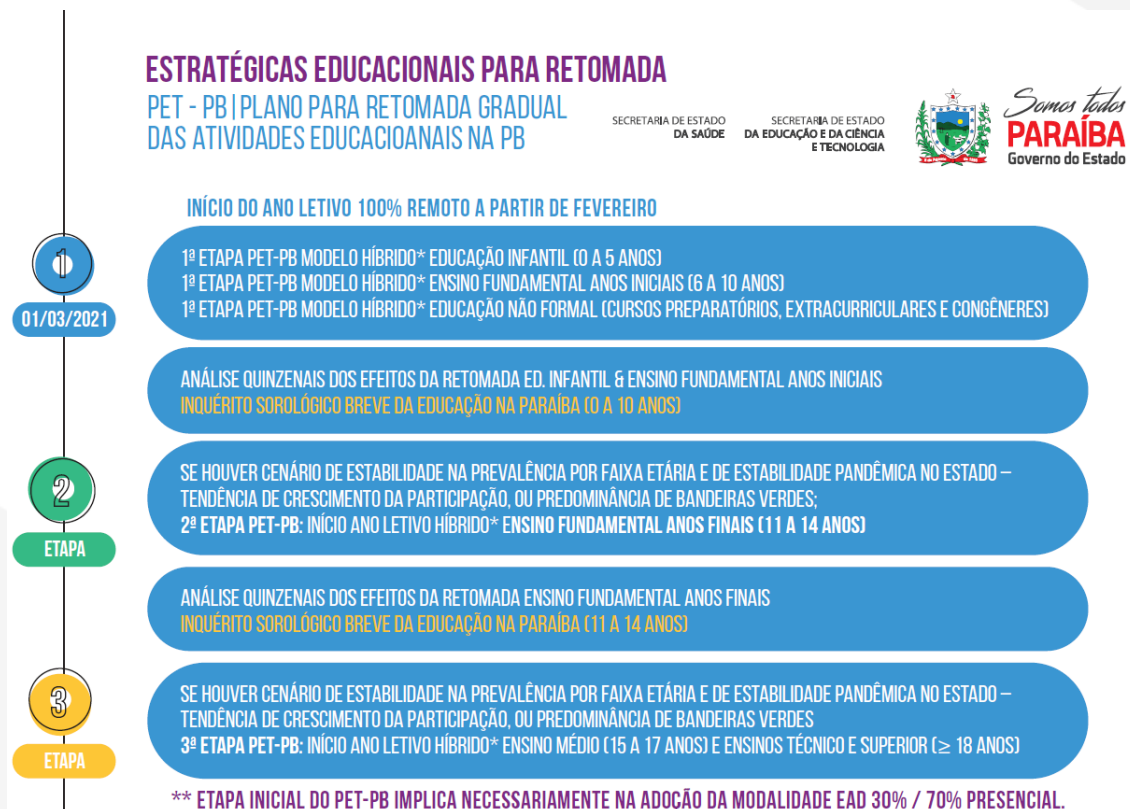 ESTRATÉGICAS EDUCACIONAIS PARA RETOMADA
PET - PB | PLANO PARA RETOMADA GRADUAL
DAS ATIVIDADES EDUCACIOANAIS NA PB
SECRETARIA DE ESTADO
DA SAÚDE
SECRETARIA DE ESTADO
DA EDUCAÇÃO E DA CIÊNCIA
E TECNOLOGIA
Somos todos
PARAÍBA
Governo do Estado
INÍCIO DO ANO LETIVO 100% REMOTO A PARTIR DE FEVEREIRO
1
01/03/2021
1ª ETAPA PET-PB MODELO HÍBRIDO* EDUCAÇÃO INFANTIL (0 A 5 ANOS)
1ª ETAPA PET-PB MODELO HÍBRIDO* ENSINO FUNDAMENTAL ANOS INICIAIS (6 A 10 ANOS)
1ª ETAPA PET-PB MODELO HÍBRIDO* EDUCAÇÃO NÃO FORMAL (CURSOS PREPARATÓRIOS, EXTRACURRICULARES E CONGÊNERES)
ANÁLISE QUINZENAIS DOS EFEITOS DA RETOMADA ED. INFANTIL & ENSINO FUNDAMENTAL ANOS INICIAIS
INQUÉRITO SOROLÓGICO BREVE DA EDUCAÇÃO NA PARAÍBA (0 A 10 ANOS)
2
ETAPA
SE HOUVER CENÁRIO DE ESTABILIDADE NA PREVALÊNCIA POR FAIXA ETÁRIA E DE ESTABILIDADE PANDÊMICA NO ESTADO –
TENDÊNCIA DE CRESCIMENTO DA PARTICIPAÇÃO, OU PREDOMINÂNCIA DE BANDEIRAS VERDES;
2ª ETAPA PET-PB: INÍCIO ANO LETIVO HÍBRIDO* ENSINO FUNDAMENTAL ANOS FINAIS (11 A 14 ANOS)
ANÁLISE QUINZENAIS DOS EFEITOS DA RETOMADA ENSINO FUNDAMENTAL ANOS FINAIS
INQUÉRITO SOROLÓGICO BREVE DA EDUCAÇÃO NA PARAÍBA (11 A 14 ANOS)
3
ETAPA
SE HOUVER CENÁRIO DE ESTABILIDADE NA PREVALÊNCIA POR FAIXA ETÁRIA E DE ESTABILIDADE PANDÊMICA NO ESTADO –
TENDÊNCIA DE CRESCIMENTO DA PARTICIPAÇÃO, OU PREDOMINÂNCIA DE BANDEIRAS VERDES
3ª ETAPA PET-PB: INÍCIO ANO LETIVO HÍBRIDO* ENSINO MÉDIO (15 A 17 ANOS) E ENSINOS TÉCNICO E SUPERIOR (≥ 18 ANOS)
** ETAPA INICIAL DO PET-PB IMPLICA NECESSARIAMENTE NA ADOÇÃO DA MODALIDADE EAD 30% / 70% PRESENCIAL.